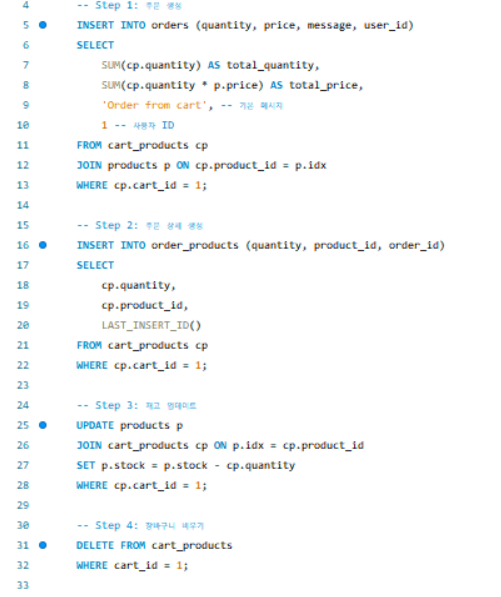 4 -- Step 1: 주문 생성
5 INSERT INTO orders (quantity, price, message, user_id)
6 SELECT
7 SUM(cp.quantity) AS total_quantity,
8 SUM(cp.quantity * p.price) AS total_price,
9 'Order from cart', -- 기본 메시지
10 1 -- 사용자 ID
11 FROM cart_products cp
12 JOIN products p ON cp.product_id = p.idx
13 WHERE cp.cart_id = 1;
14
15 -- Step 2: 주문 상세 생성
16 INSERT INTO order_products (quantity, product_id, order_id)
17 SELECT
18 cp.quantity,
19 cp.product_id,
20 LAST_INSERT_ID()
21 FROM cart_products cp
22 WHERE cp.cart_id = 1;
23
24 -- Step 3: 재고 업데이트
25 UPDATE products p
26 JOIN cart_products cp ON p.idx = cp.product_id
27 SET p.stock = p.stock - cp.quantity
28 WHERE cp.cart_id = 1;
29
30 -- Step 4: 장바구니 비우기
31 DELETE FROM cart_products
32 WHERE cart_id = 1;
33